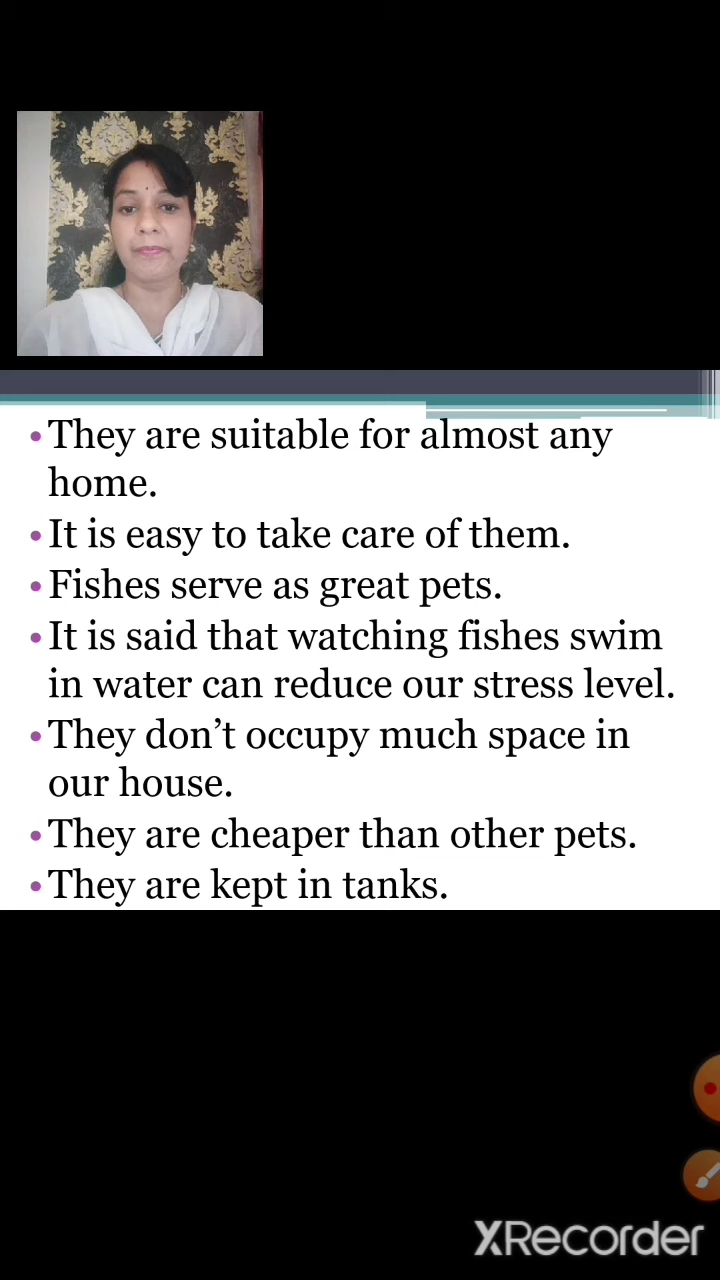 •They are suitable for almost any
home.
•It is easy to take care of them.
•Fishes serve as great pets.
•It is said that watching fishes swim
in water can reduce our stress level.
•They don’t occupy much space in
our house.
•They are cheaper than other pets.
•They are kept in tanks.
XRecorder